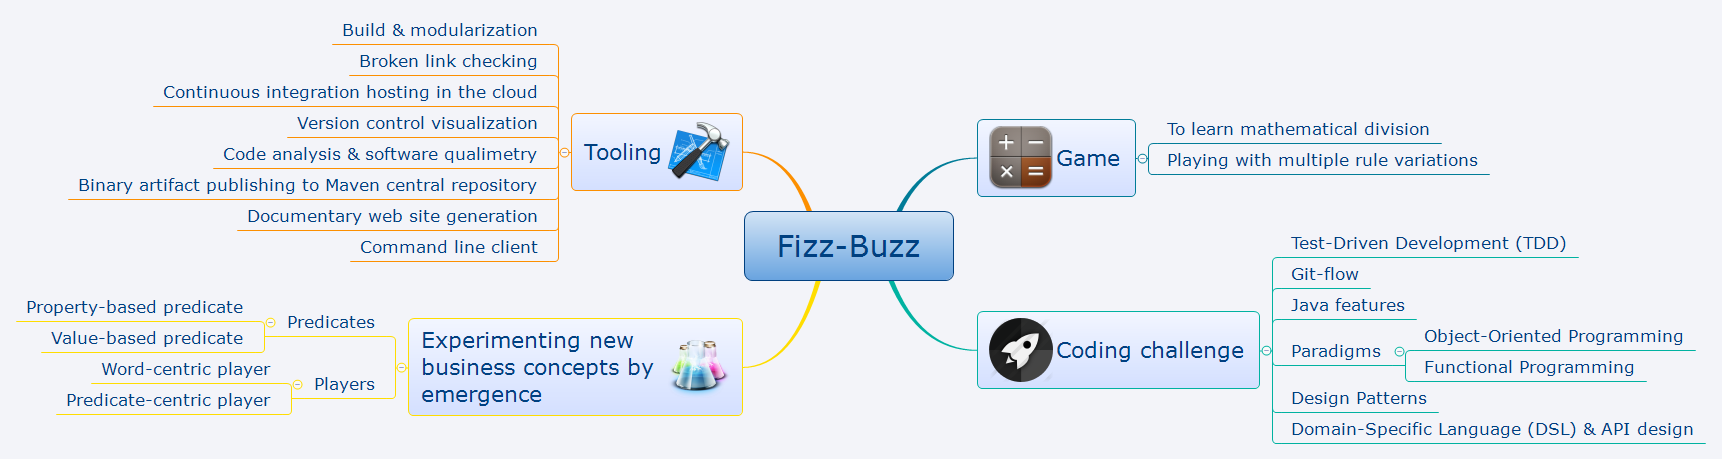 Fizz-Buzz
Tooling
Build & modularization
Broken link checking
Continuous integration hosting in the cloud
Version control visualization
Code analysis & software qualimetry
Binary artifact publishing to Maven central repository
Documentary web site generation
Command line client
Experimenting new
business concepts by
emergence
Predicates
Property-based predicate
Value-based predicate
Players
Word-centric player
Predicate-centric player
Game
To learn mathematical division
Playing with multiple rule variations
Coding challenge
Test-Driven Development (TDD)
Git-flow
Java features
Paradigms
Object-Oriented Programming
Functional Programming
Design Patterns
Domain-Specific Language (DSL) & API design